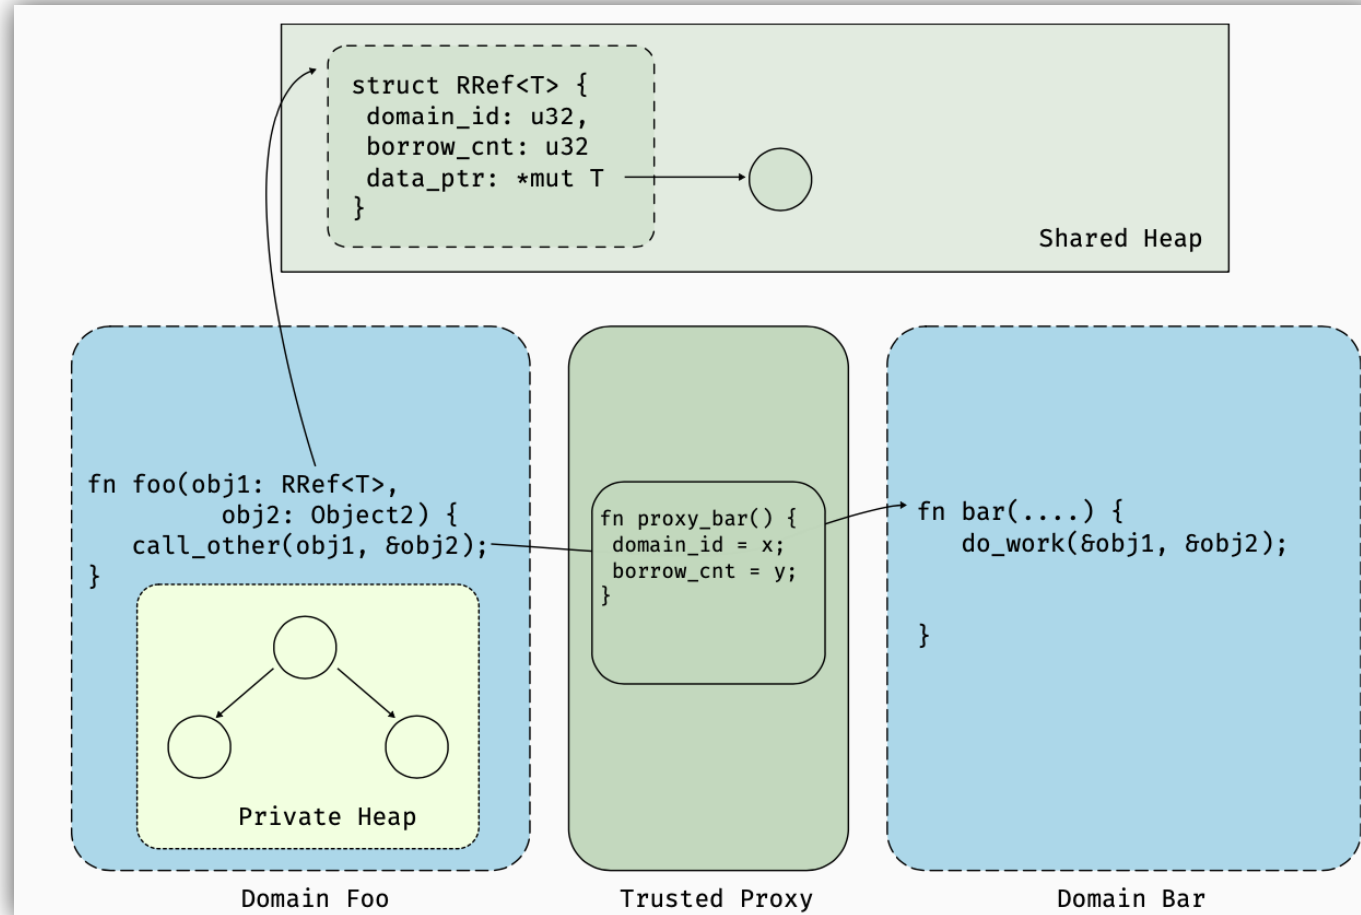 struct RRef<T> {
 domain_id: u32,
 borrow_cnt: u32
 data_ptr: *mut T
}
Shared Heap
fn foo(obj1: RRef<T>,
         obj2: Object2) {
   call_other(obj1, &obj2);
}
Private Heap
Domain Foo
fn proxy_bar() {
 domain_id = x;
 borrow_cnt = y;
}
Trusted Proxy
fn bar(....) {
   do_work(&obj1, &obj2);
}
Domain Bar